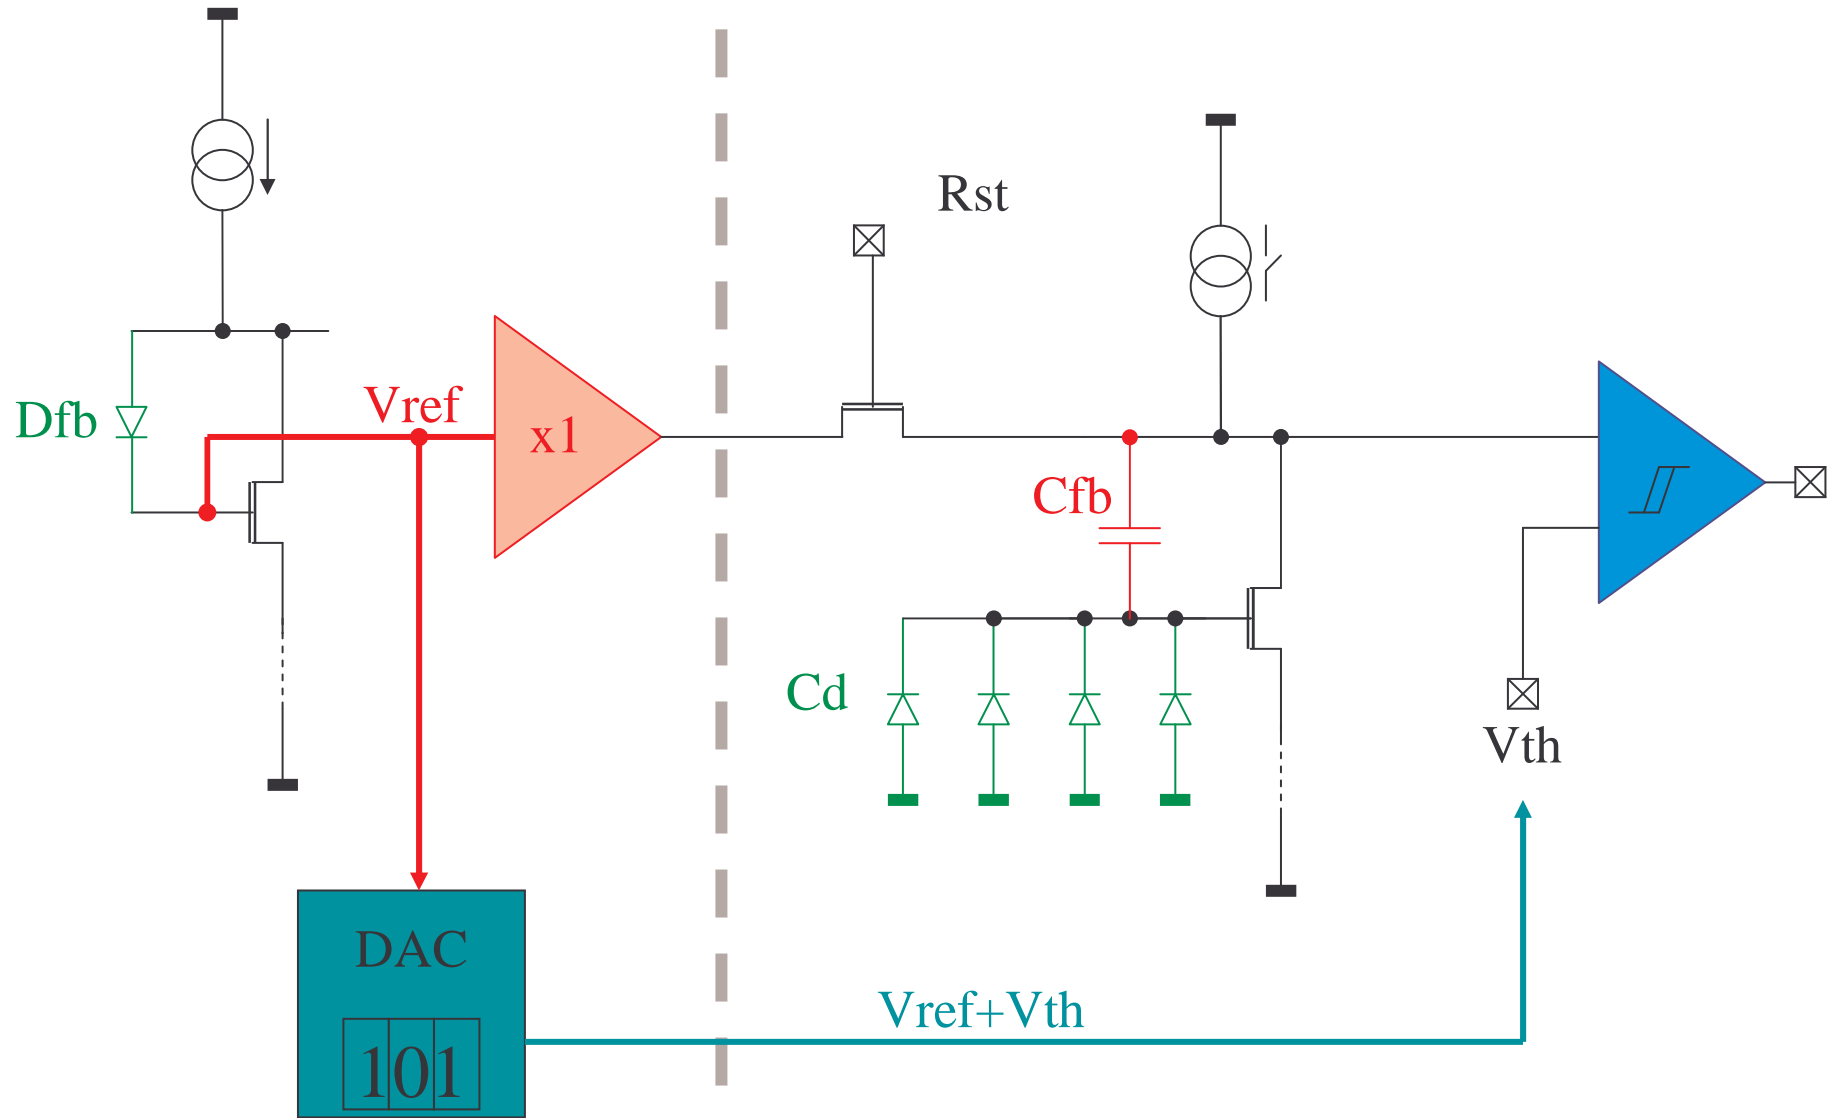 Rst
Dfb
Vref
x1
Cfb
Cd
Vth
DAC
Vref+Vth
101